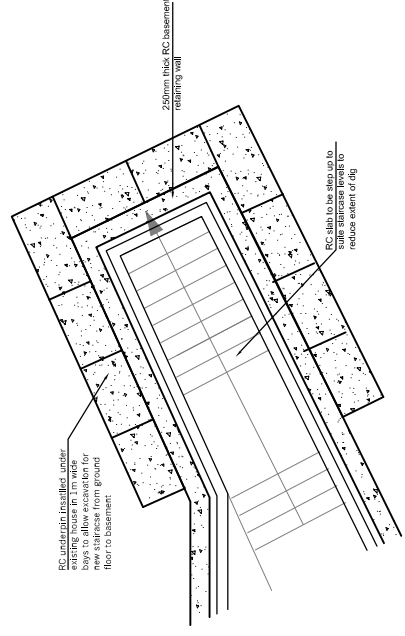 250mm thick RC basement
retaining wall
RC slab to be step up to
suite staircase levels to
reduce extent of dig
RC underpin insatlled under
existing house in 1m wide
bays to allow excavation for
new stairacse from ground
floor to basement